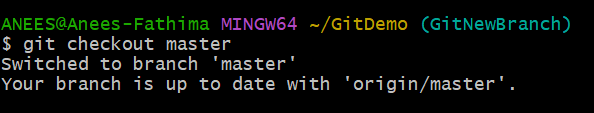 ANEES@Anees-Fathima MINGW64 ~/GitDemo (GitNewBranch)
$ git checkout master
Switched to branch 'master'
Your branch is up to date with 'origin/master'.